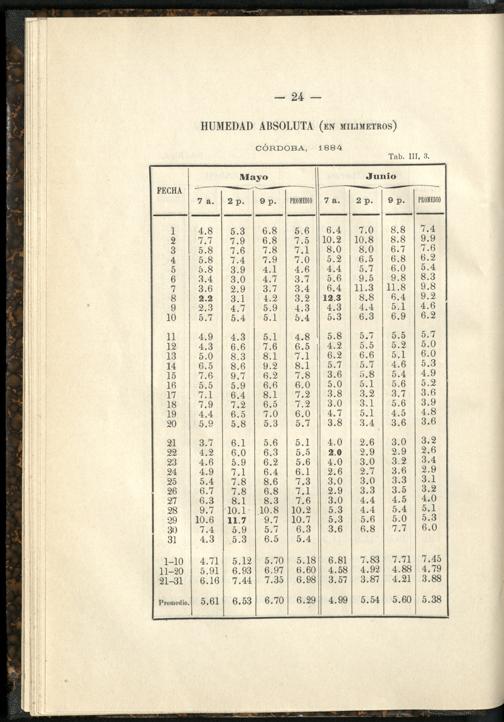 — 24 —
HUMEDAD ABSOLUTA (EN MILIMETROS)
CÓRDOBA, 1884
Tab. III, 3.
FECHA Mayo Junio
7 a. 2 p. 9 p. PROMEDIO 7 a. 2 p. 9 p. PROMEDIO
1 4.8 5.3 6.8 5.6 6.4 7.0 8.8 7.4
2 7.7 7.9 6.8 7.5 10.2 10.8 8.8 9.9
3 5.8 7.6 7.8 7.1 8.0 8.0 6.7 7.6
4 5.8 7.4 7.9 7.0 5.2 6.5 6.8 6.2
5 5.8 3.9 4.1 4.6 4.4 5.7 6.0 5.4
6 3.4 3.0 4.7 3.7 5.6 9.5 9.8 8.3
7 3.6 2.9 3.7 3.4 6.4 11.3 11.8 9.8
8 2.2 3.1 4.2 3.2 12.3 8.8 6.4 9.2
9 2.3 4.7 5.9 4.3 4.3 4.4 5.1 4.6
10 5.7 5.4 5.1 5.4 5.3 6.3 6.9 6.2
11 4.9 4.3 5.1 4.8 5.8 5.7 5.5 5.7
12 4.3 6.6 7.6 6.5 4.2 5.5 5.2 5.0
13 5.0 8.3 8.1 7.1 6.2 6.6 5.1 6.0
14 6.5 8.6 9.2 8.1 5.7 5.7 4.6 5.3
15 7.6 9.7 6.2 7.8 3.6 5.8 5.4 4.9
16 5.5 5.9 6.6 6.0 5.0 5.1 5.6 5.2
17 7.1 6.4 8.1 7.2 3.8 3.2 3.7 3.6
18 7.9 7.2 6.5 7.2 3.0 3.1 5.6 3.9
19 4.4 6.5 7.0 6.0 4.7 5.1 4.5 4.8
20 5.9 5.8 5.3 5.7 3.8 3.4 3.6 3.6
21 3.7 6.1 5.6 5.1 4.0 2.6 3.0 3.2
22 4.2 6.0 6.3 5.5 2.0 2.9 2.9 2.6
23 4.6 5.9 6.2 5.6 4.0 3.0 3.2 3.4
24 4.9 7.1 6.4 6.1 2.6 2.7 3.6 2.9
25 5.4 7.8 8.6 7.3 3.0 3.0 3.3 3.1
26 6.7 7.8 6.8 7.1 2.9 3.3 3.5 3.2
27 6.3 8.1 8.3 7.6 3.0 4.4 4.5 4.0
28 9.7 10.1 10.8 10.2 5.3 4.4 5.4 5.1
29 10.6 11.7 9.7 10.7 5.3 5.6 5.0 5.3
30 7.4 5.9 5.7 6.3 3.6 6.8 7.7 6.0
31 4.3 5.3 6.5 5.4
1-10 4.71 5.12 5.70 5.18 6.81 7.83 7.71 7.45
11-20 5.91 6.93 6.97 6.60 4.58 4.92 4.88 4.79
21-31 6.16 7.44 7.35 6.98 3.57 3.87 4.21 3.88
Promedio. 5.61 6.53 6.70 6.29 4.99 5.54 5.60 5.38